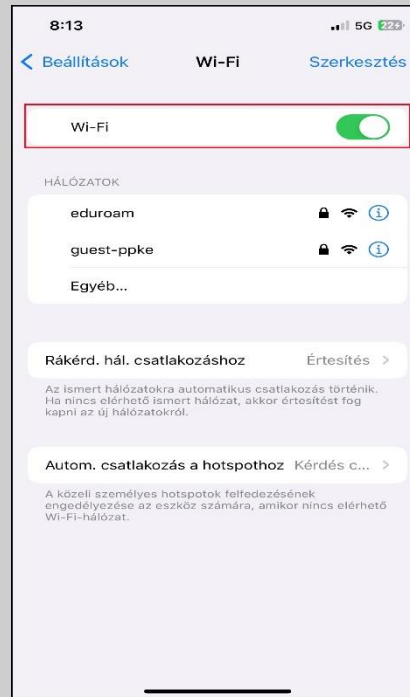 8:13
5G 22
Beállítások
Wi-Fi
Szerkesztés
Wi-Fi
HÁLÓZATOK
eduroam
guest-ppke
Egyéb...
Rákérd. hál. csatlakozáshoz
Értesítés
Az ismert hálózatokra automatikus csatlakozás történik.
Ha nincs elérhető ismert hálózat, akkor értesítést fog
kapni az új hálózatokról.
Autom. csatlakozás a hotspothoz
Kérdés c...
A közeli személyes hotspotok felfedezésének
engedélyezése az eszköz számára, amikor nincs elérhető
Wi-Fi-hálózat.